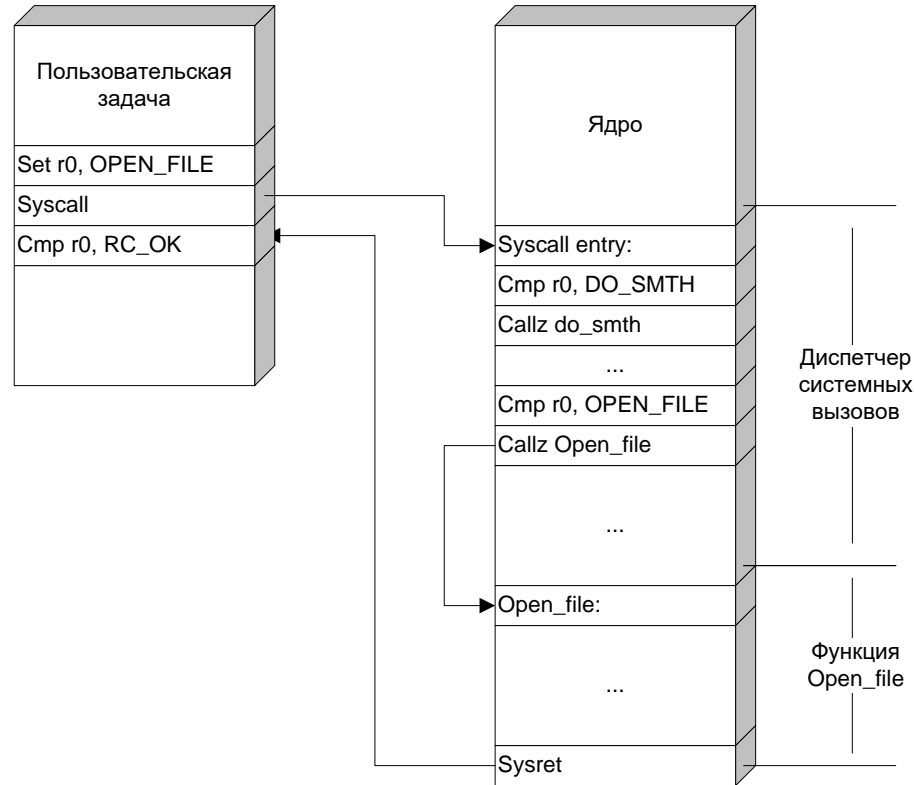 Пользовательская
задача
Set r0, OPEN_FILE
Syscall
Cmp r0, RC_OK
Ядро
Syscall entry:
Cmp r0, DO_SMTH
Callz do_smth
...
Cmp r0, OPEN_FILE
Callz Open_file
...
Open_file:
...
Sysret
Диспетчер
системных
вызовов
Функция
Open_file